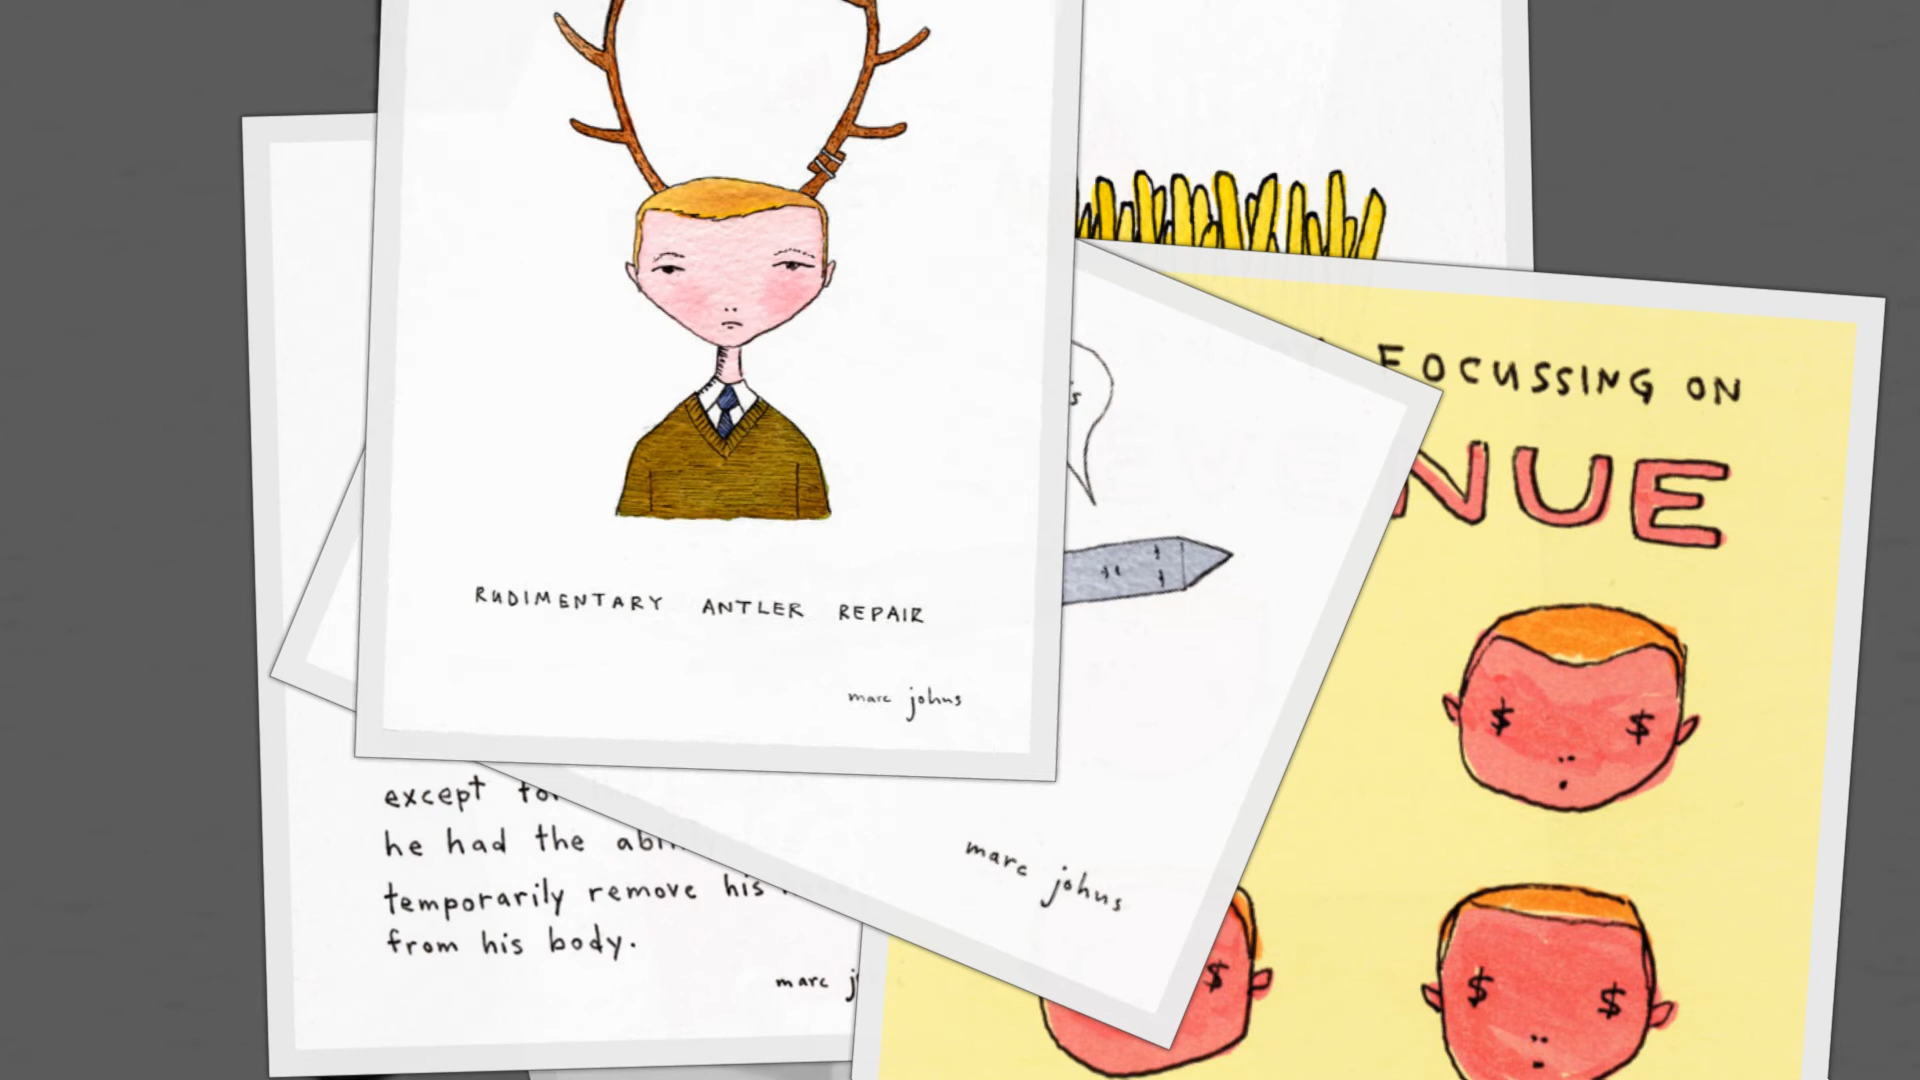 RUDIMENTARY ANTLER REPAIR
marc johns
FOCUSSING ON
NUE
$ $
except for
he had the
temporarily remove his
from his body.
marc
marc johns
$
$ $